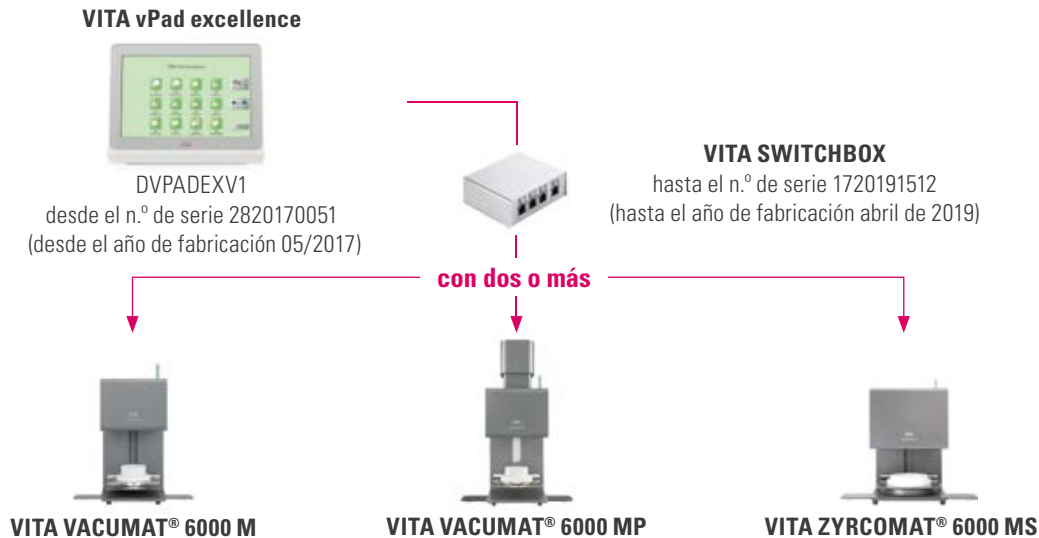 VITA vPad excellence
DVPADEXV1
desde el n.º de serie 2820170051
(desde el año de fabricación 05/2017)
VITA SWITCHBOX
hasta el n.º de serie 1720191512
(hasta el año de fabricación abril de 2019)
con dos o más
VITA VACUMAT® 6000 M
VITA VACUMAT® 6000 MP
VITA ZYRCOMAT® 6000 MS